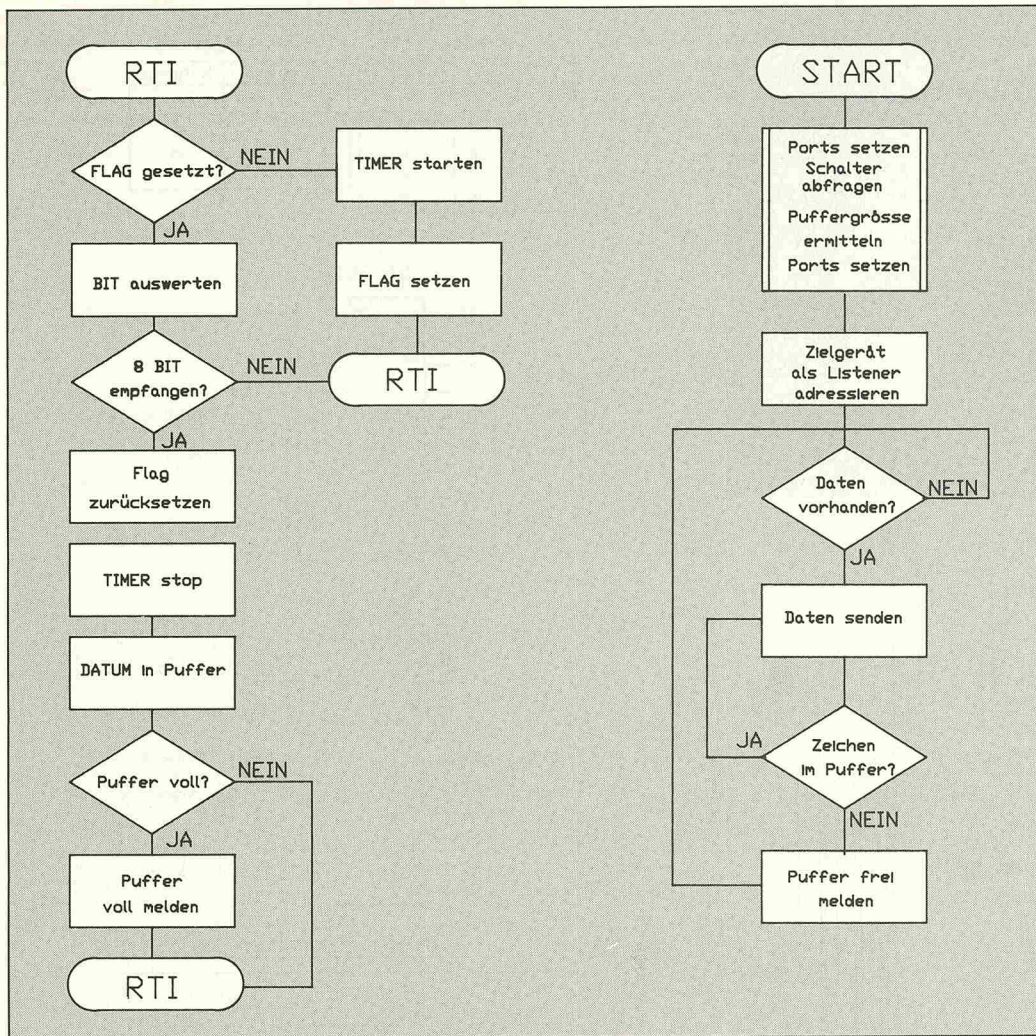 RTI
FLAG gesetzt?
NEIN
JA
TIMER starten
BIT auswerten
FLAG setzen
8 BIT
empfangen?
NEIN
JA
RTI
Flag
zurücksetzen
TIMER stop
DATUM in Puffer
Puffer voll?
NEIN
JA
Puffer
voll melden
RTI
START
Ports setzen
Schalter
abfragen
Puffergrösse
ermitteln
Ports setzen
Zielgerät
als Listener
adressieren
Daten
vorhanden?
NEIN
JA
Daten senden
Zeichen
im Puffer?
JA
NEIN
Puffer frei
melden